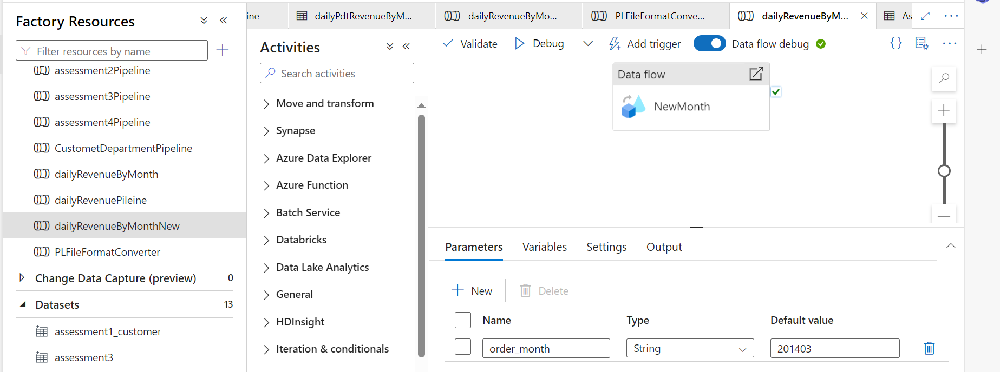 Factory Resources
Filter resources by name
assessment2Pipeline
assessment3Pipeline
assessment4Pipeline
CustometDepartmentPipeline
dailyRevenueByMonth
dailyRevenuePileine
dailyRevenueByMonthNew
PLFileFormatConverter
Change Data Capture (preview) 0
Datasets 13
assessment1_customer
assessment3
ine
dailyPdtRevenueByM...
dailyRevenueByMo...
PLFileFormatConve...
dailyRevenueByM...
As
Activities
Search activities
Move and transform
Synapse
Azure Data Explorer
Azure Function
Batch Service
Databricks
Data Lake Analytics
General
HDInsight
Iteration & conditionals
Validate Debug Add trigger Data flow debug
Data flow
NewMonth
Parameters Variables Settings Output
New Delete
Name Type Default value
order_month String 201403